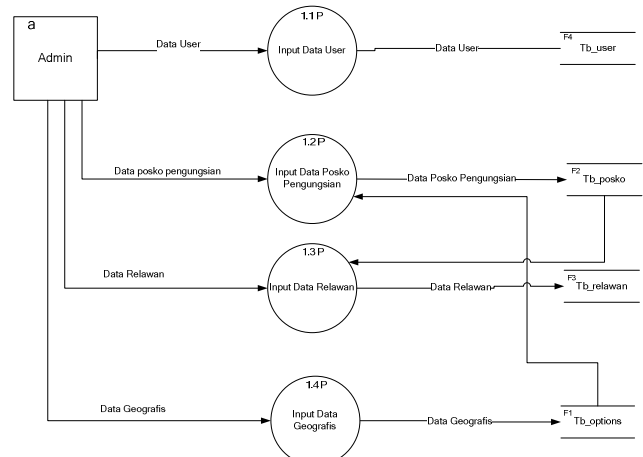 a
Admin
Data User
1.1 P
Input Data User
Data User
F4
Tb_user
Data posko pengungsian
1.2P
Input Data Posko
Pengungsian
Data Posko Pengungsian
F2
Tb_posko
Data Relawan
1.3 P
Input Data Relawan
Data Relawan
F3
Tb_relawan
Data Geografis
1.4P
Input Data
Geografis
Data Geografis
F1
Tb_options